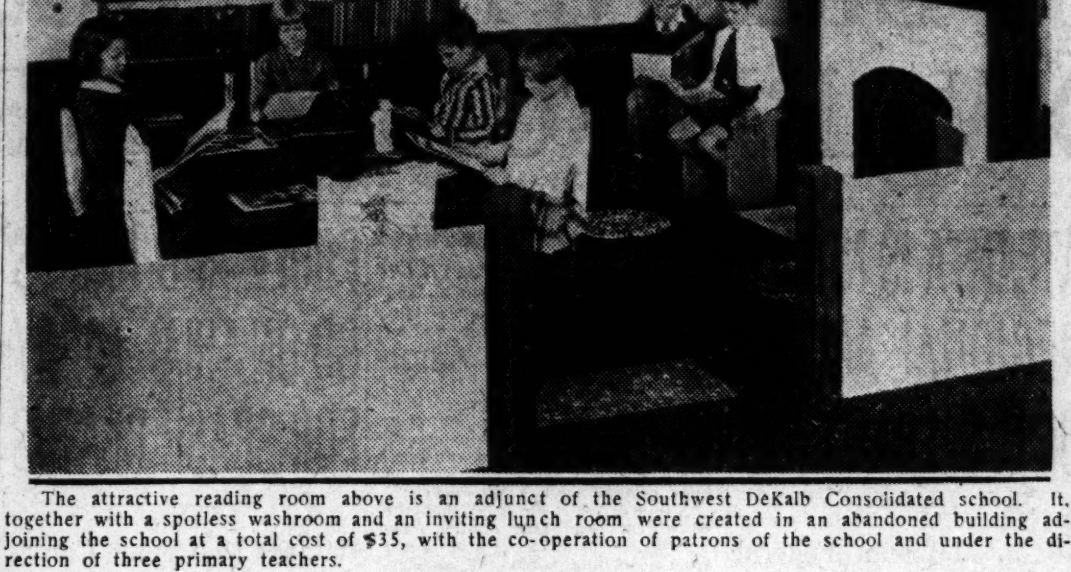 The attractive reading room above is an adjunct of the Southwest DeKalb Consolidated school. It,
together with a spotless washroom and an inviting lunch room were created in an abandoned building ad-
joining the school at a total cost of $35, with the co-operation of patrons of the school and under the di-
rection of three primary teachers.